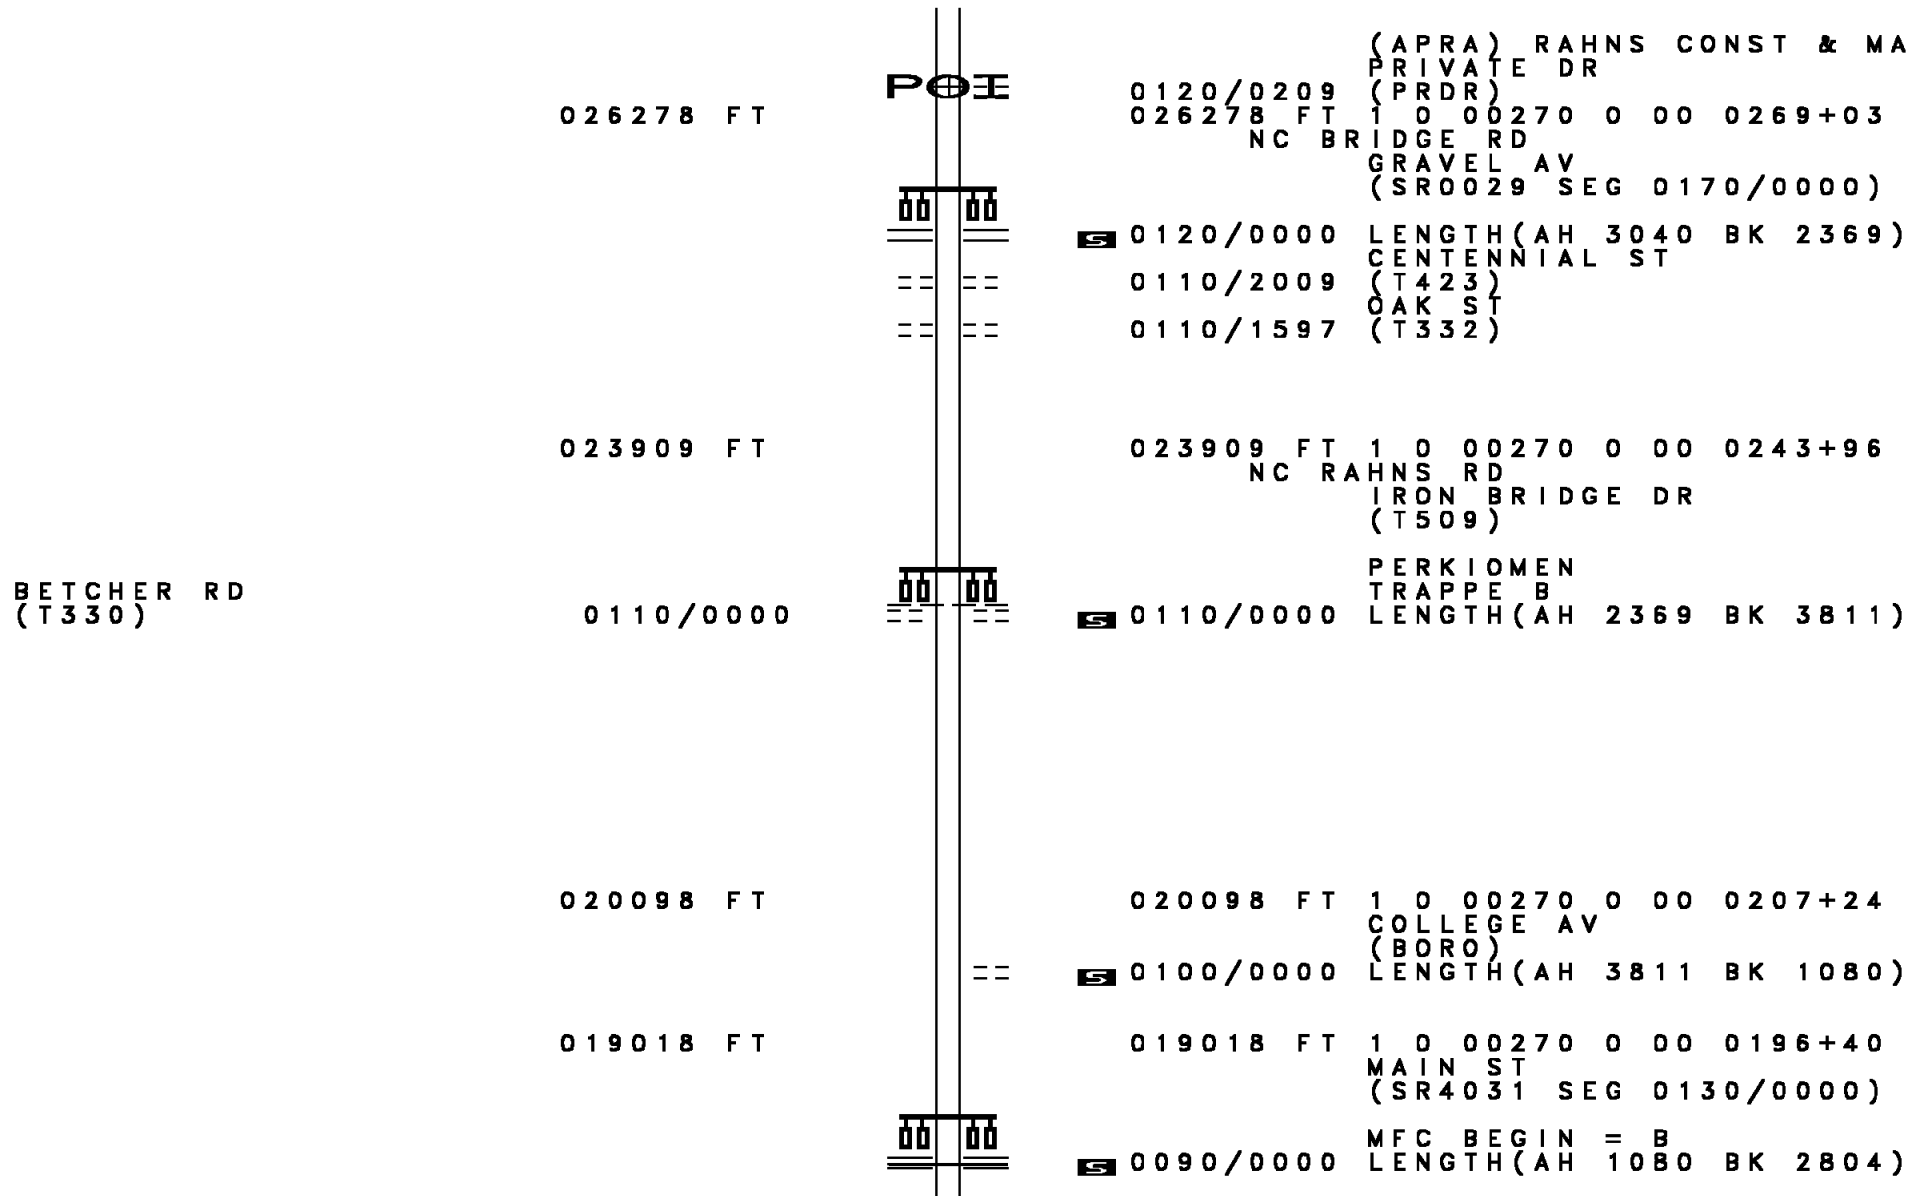 (APRA) RAHNS CONST & MA
PRIVATE DR
POI 0120/0209 (PRDR)
026278 FT 026278 FT 1 0 00270 0 00 0269+03
NC BRIDGE RD
GRAVEL AV
(SR0029 SEG 0170/0000)
S 0120/0000 LENGTH(AH 3040 BK 2369)
CENTENNIAL ST
0110/2009 (T423)
OAK ST
0110/1597 (T332)
023909 FT 023909 FT 1 0 00270 0 00 0243+96
NC RAHNS RD
IRON BRIDGE DR
(T509)
PERKIOMEN
BETCHER RD TRAPPE B
(T330) 0110/0000 S 0110/0000 LENGTH(AH 2369 BK 3811)
020098 FT 020098 FT 1 0 00270 0 00 0207+24
COLLEGE AV
(BORO)
S 0100/0000 LENGTH(AH 3811 BK 1080)
019018 FT 019018 FT 1 0 00270 0 00 0196+40
MAIN ST
(SR4031 SEG 0130/0000)
MFC BEGIN = B
S 0090/0000 LENGTH(AH 1080 BK 2804)